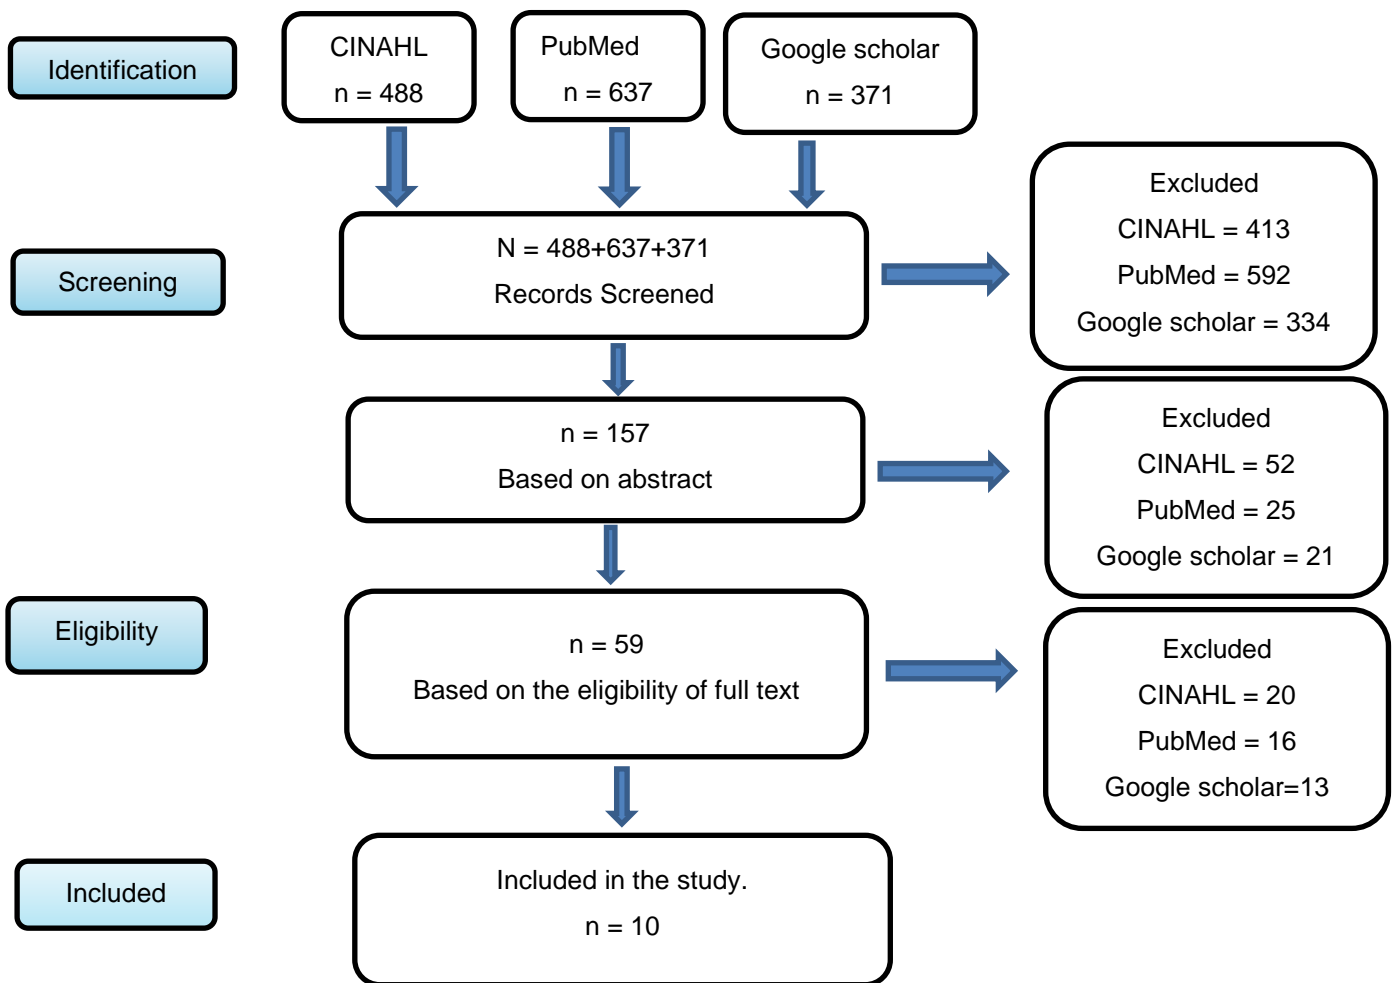 Identification
CINAHL
n = 488
PubMed
n = 637
Google scholar
n = 371
Screening
N = 488+637+371
Records Screened
Excluded
CINAHL = 413
PubMed = 592
Google scholar = 334
n = 157
Based on abstract
Excluded
CINAHL = 52
PubMed = 25
Google scholar = 21
Eligibility
n = 59
Based on the eligibility of full text
Excluded
CINAHL = 20
PubMed = 16
Google scholar=13
Included
Included in the study.
n = 10